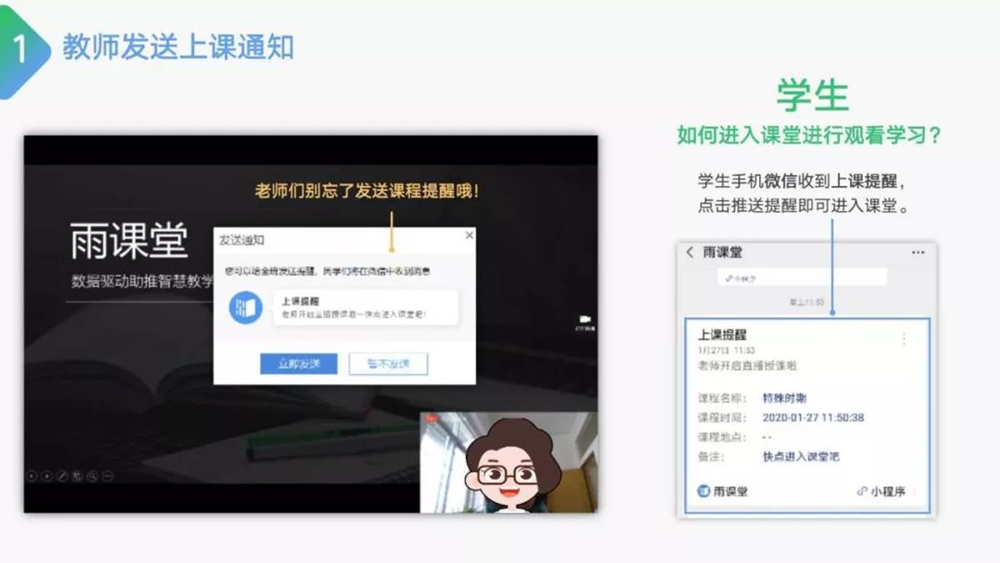 1
教师发送上课通知
老师们别忘了发送课程提醒哦！
雨课堂
数据驱动助推智慧教学
发送通知
您可以给全班发送提醒，同学们将在微信中收到消息
上课提醒
老师开启直播授课啦～快点进入课堂吧！
立即发送
暂不发送
学生
如何进入课堂进行观看学习？
学生手机微信收到上课提醒，
点击推送提醒即可进入课堂。
雨课堂
小程序
早上11:53
上课提醒
1月27日 11:53
老师开启直播授课啦
课程名称： 特殊时期
课程时间： 2020-01-27 11:50:38
课程地点： - -
备注： 快点进入课堂吧
雨课堂
小程序